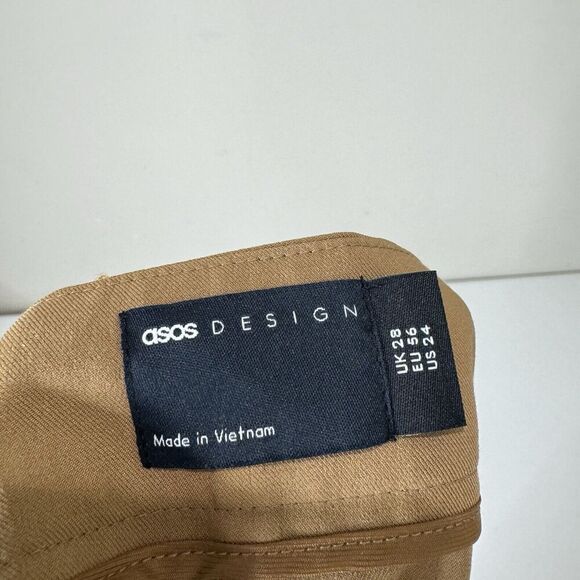 asos DESIGN
Made in Vietnam
UK 28
EU 56
US 24